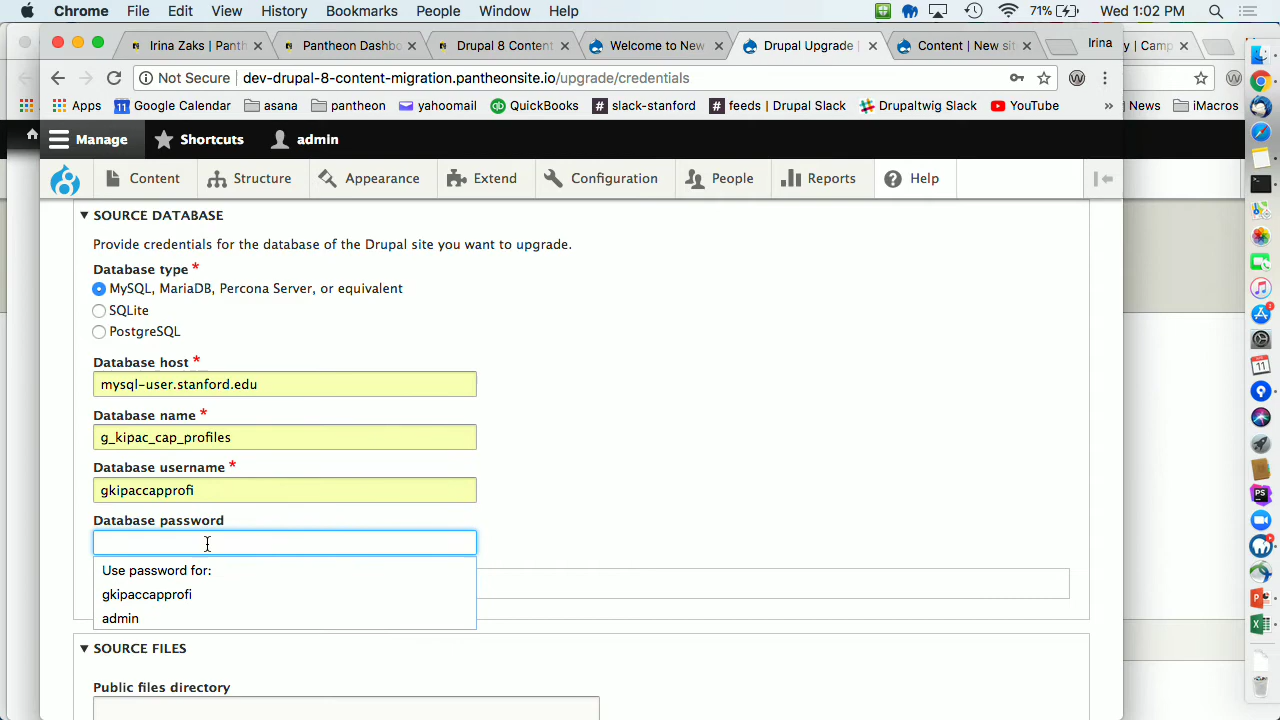 Chrome File Edit View History Bookmarks People Window Help 71% Wed 1:02 PM
Irina Zaks | Panth Pantheon Dashbo Drupal 8 Conten Welcome to New Drupal Upgrade Content | New sit Irina y | Camp
Not Secure | dev-drupal-8-content-migration.pantheonsite.io/upgrade/credentials
Apps Google Calendar asana pantheon yahoomail QuickBooks slack-stanford Drupal Slack Drupaltwig Slack YouTube » News iMacros
Manage Shortcuts admin
Content Structure Appearance Extend Configuration People Reports Help
SOURCE DATABASE
Provide credentials for the database of the Drupal site you want to upgrade.
Database type *
MySQL, MariaDB, Percona Server, or equivalent
SQLite
PostgreSQL
Database host *
mysql-user.stanford.edu
Database name *
g_kipac_cap_profiles
Database username *
gkipaccapprofi
Database password
Use password for:
gkipaccapprofi
admin
SOURCE FILES
Public files directory